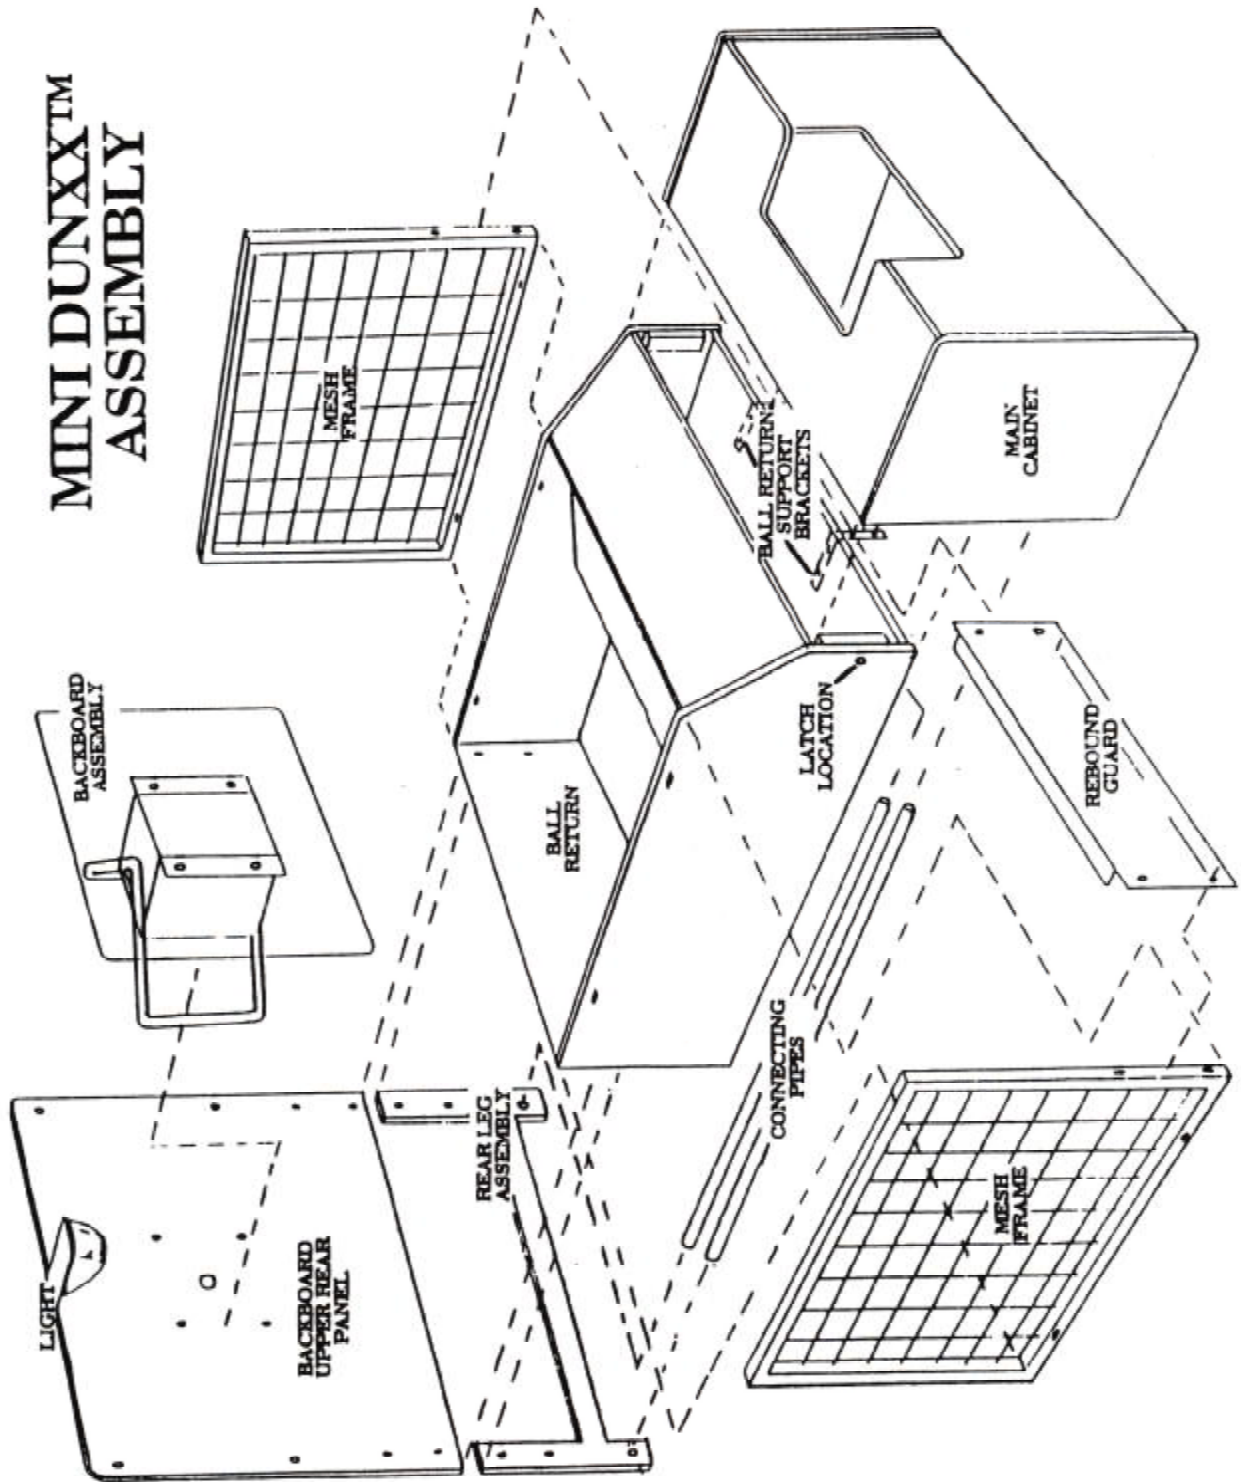 MINI DUNXX™
ASSEMBLY
LIGHT
BACKBOARD
UPPER REAR
PANEL
BACKBOARD
ASSEMBLY
MESH
FRAME
REAR LEG
ASSEMBLY
BALL
RETURN
BALL RETURN
SUPPORT
BRACKETS
LATCH
LOCATION
CONNECTING
PIPES
MAIN
CABINET
REBOUND
GUARD
MESH
FRAME